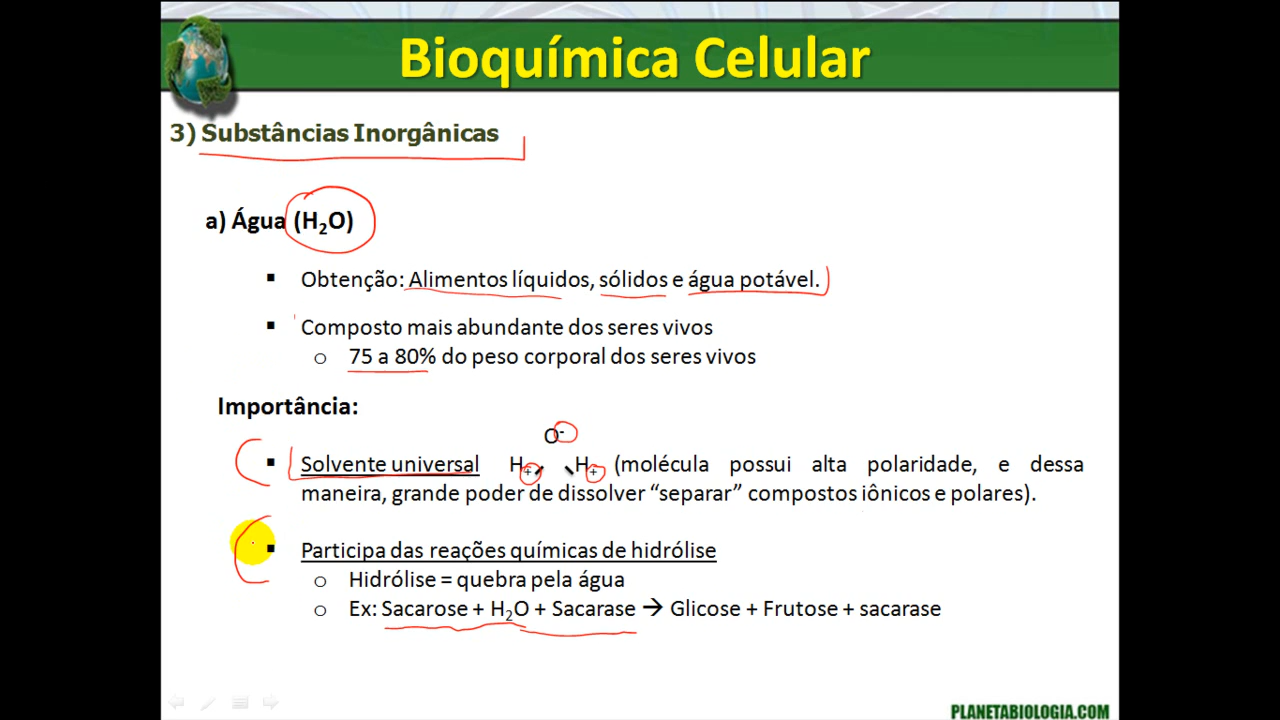 Bioquímica Celular
3) Substâncias Inorgânicas
a) Água (H₂O)
▪ Obtenção: Alimentos líquidos, sólidos e água potável.
▪ Composto mais abundante dos seres vivos
o 75 a 80% do peso corporal dos seres vivos
Importância:
O⁻
▪ Solvente universal H₊ H₊ (molécula possui alta polaridade, e dessa
maneira, grande poder de dissolver “separar” compostos iônicos e polares).
▪ Participa das reações químicas de hidrólise
o Hidrólise = quebra pela água
o Ex: Sacarose + H₂O + Sacarase → Glicose + Frutose + sacarase
PLANETABIOLOGIA.COM